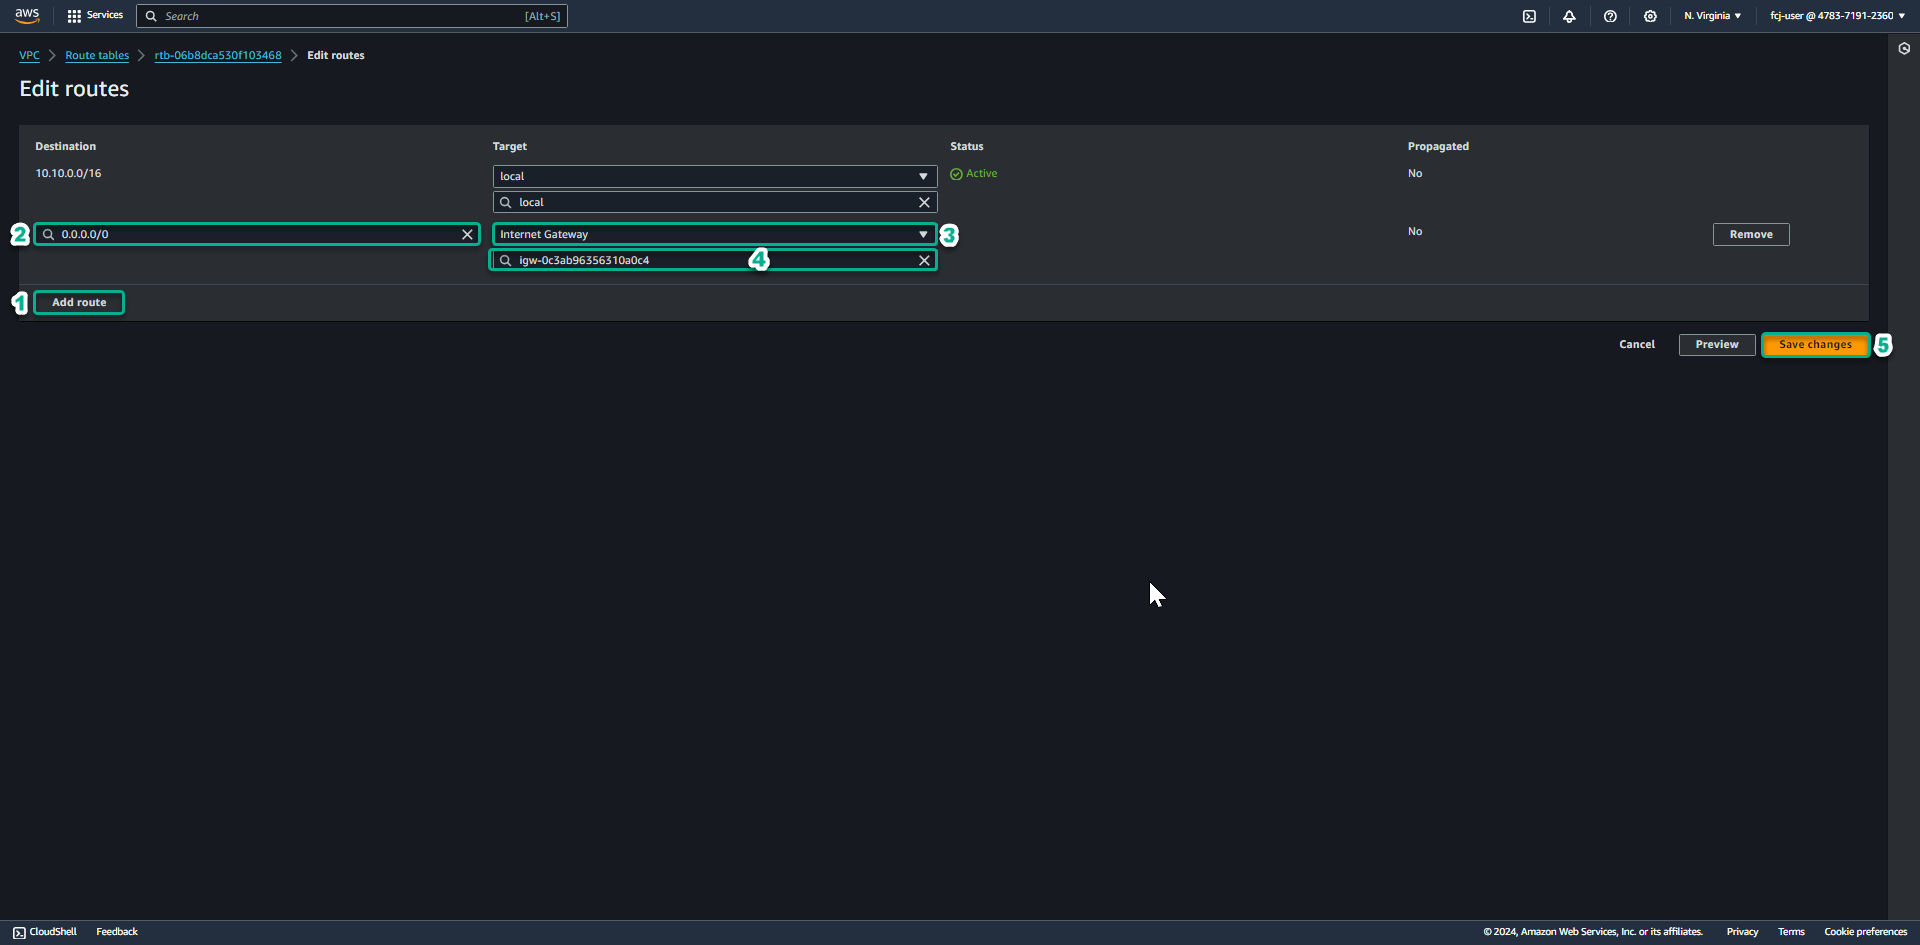 aws Services Search [Alt+S] N. Virginia fcj-user @ 4783-7191-2360
VPC Route tables rtb-06b8dca530f103468 Edit routes
Edit routes
Destination Target Status Propagated
10.10.0.0/16 local Active No
local
2 0.0.0.0/0 Internet Gateway 3 No Remove
igw-0c3ab96356310a0c4 4
1 Add route
Cancel Preview Save changes 5
CloudShell Feedback © 2024, Amazon Web Services, Inc. or its affiliates. Privacy Terms Cookie preferences